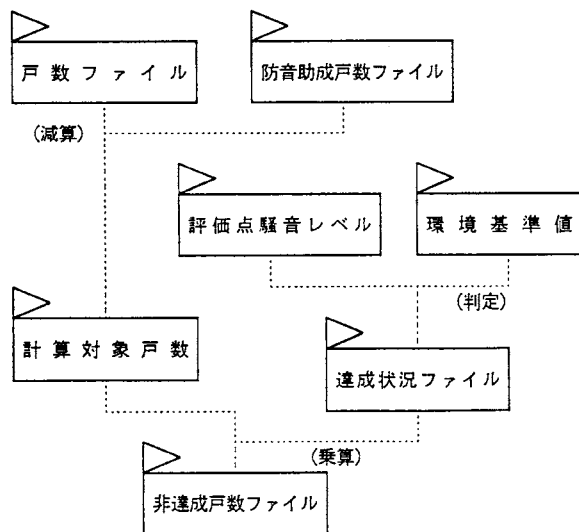 戸数ファイル
防音助成戸数ファイル
(減算)
評価点騒音レベル
環境基準値
(判定)
計算対象戸数
達成状況ファイル
(乗算)
非達成戸数ファイル